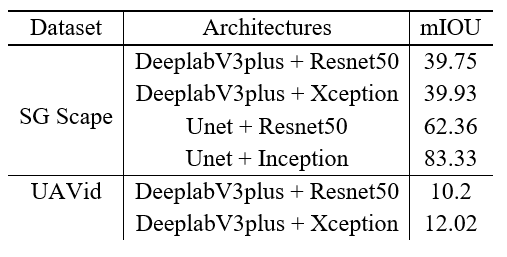 Dataset Architectures mIOU
DeeplabV3plus + Resnet50 39.75
DeeplabV3plus + Xception 39.93
SG Scape
Unet + Resnet50 62.36
Unet + Inception 83.33
UAVid DeeplabV3plus + Resnet50 10.2
DeeplabV3plus + Xception 12.02